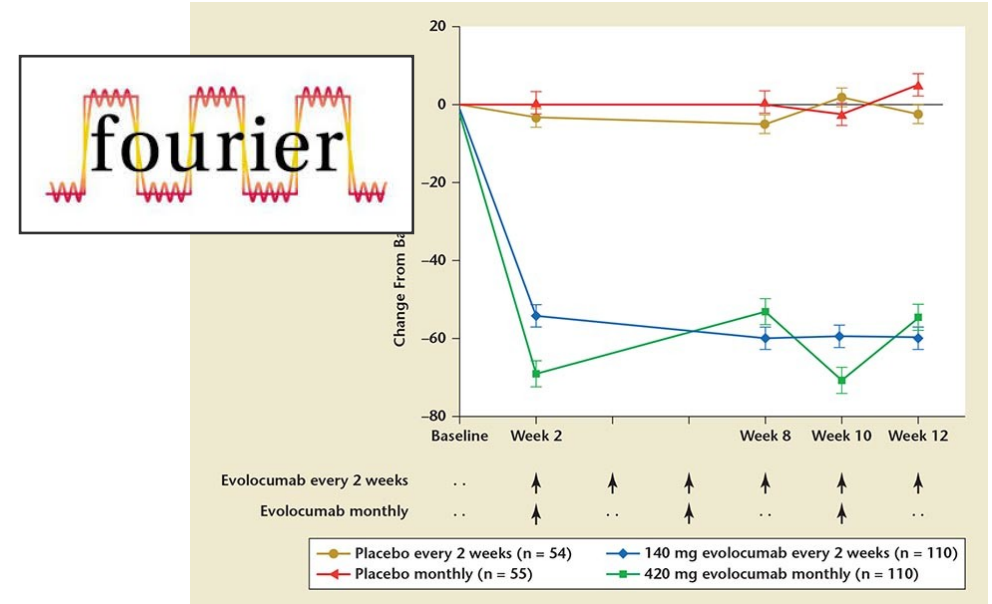 fourier
Change From Ba
20
0
−20
−40
−60
−80
Baseline Week 2 Week 8 Week 10 Week 12
Evolocumab every 2 weeks .. 
Evolocumab monthly .. .. .. ..
Placebo every 2 weeks (n = 54) 140 mg evolocumab every 2 weeks (n = 110)
Placebo monthly (n = 55) 420 mg evolocumab monthly (n = 110)